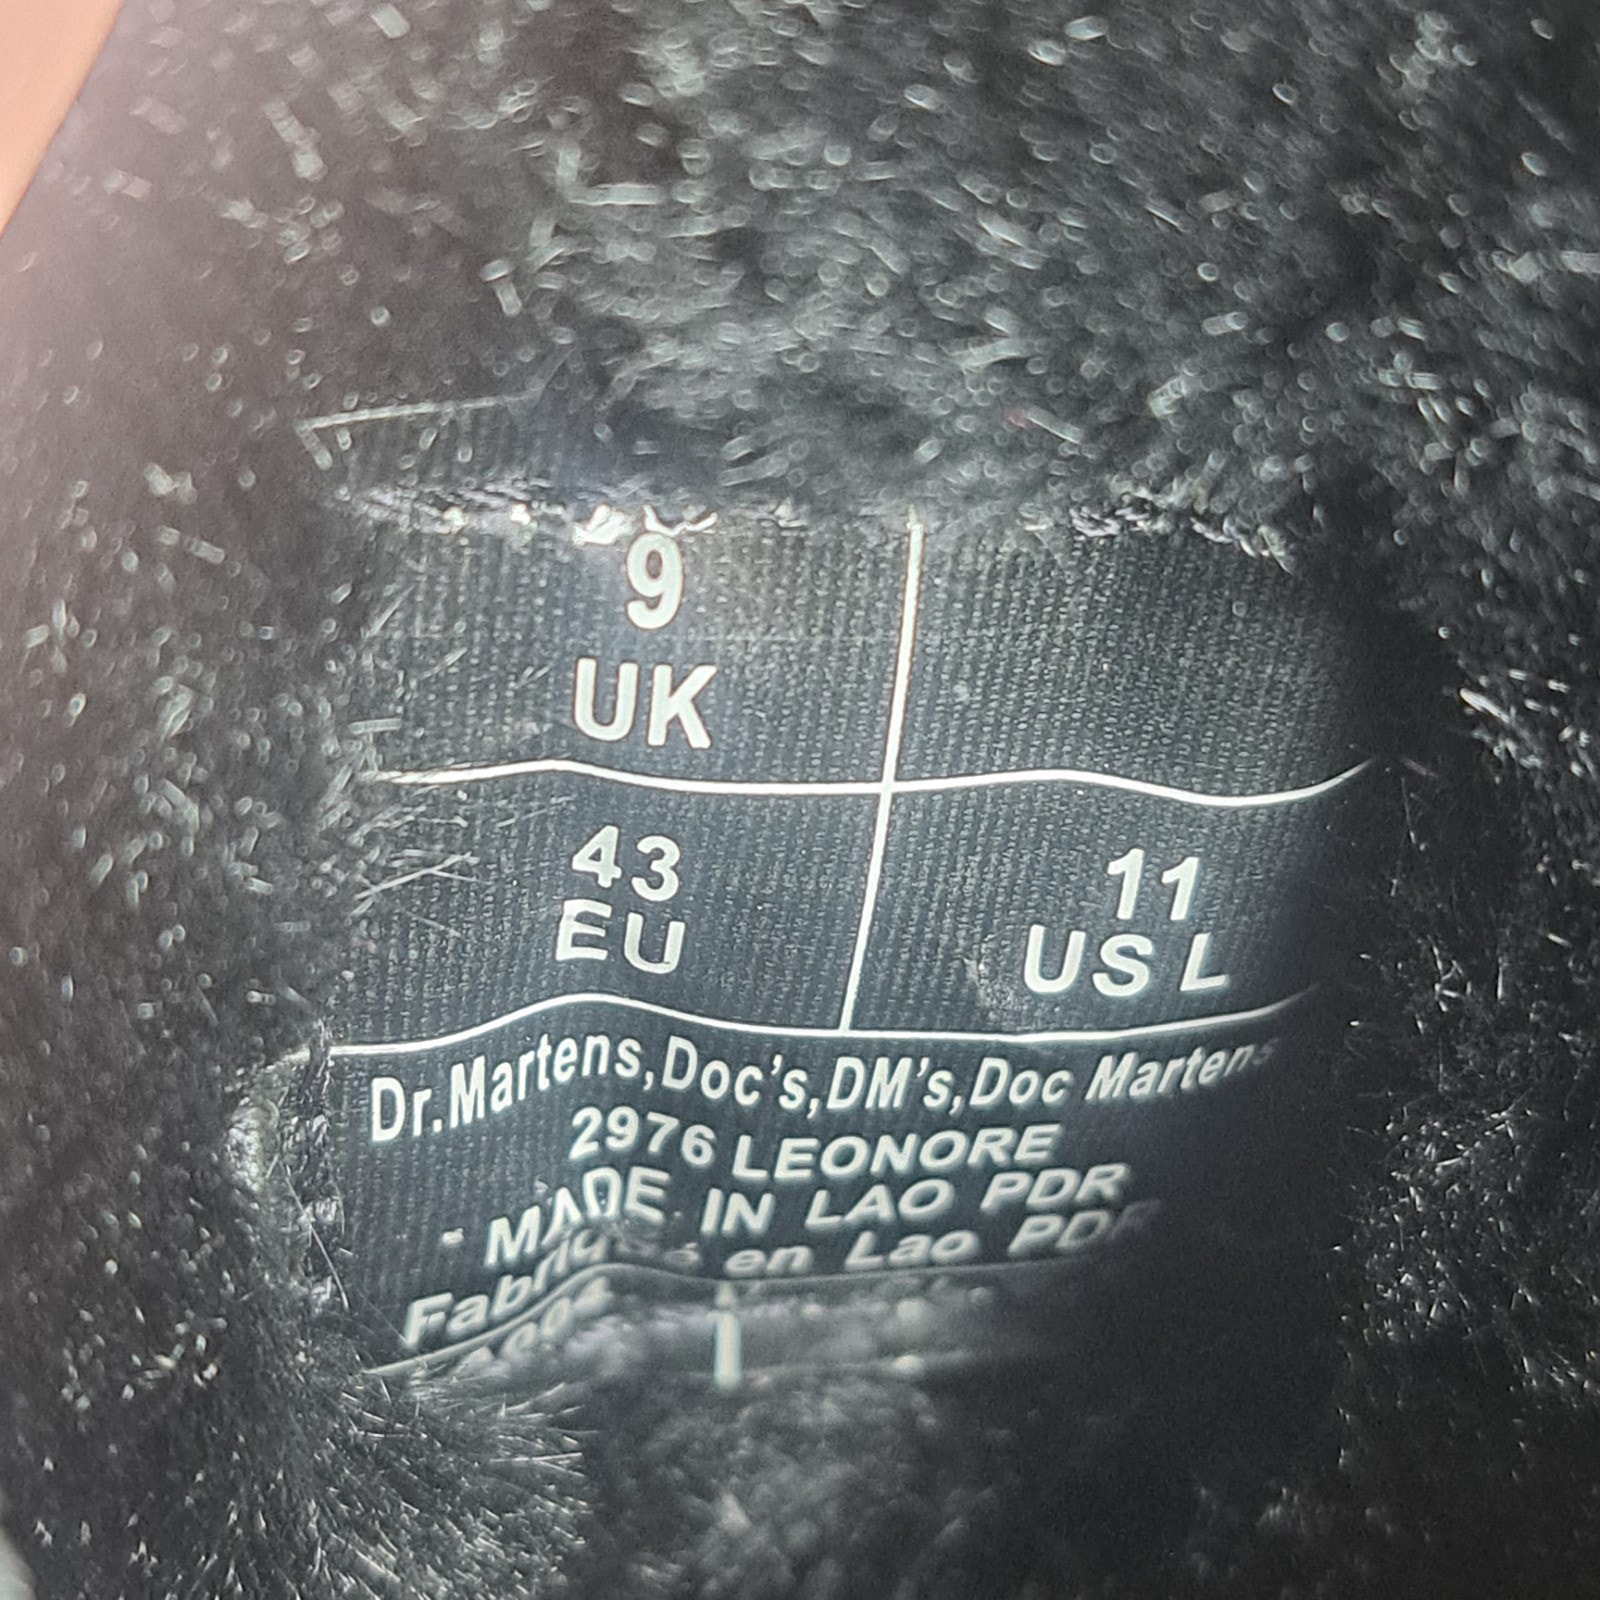 9
UK
43
EU
11
US L
Dr.Martens,Doc's,DM's,Doc Martens
2976 LEONORE
- MADE IN LAO PDR
en Lao PDR